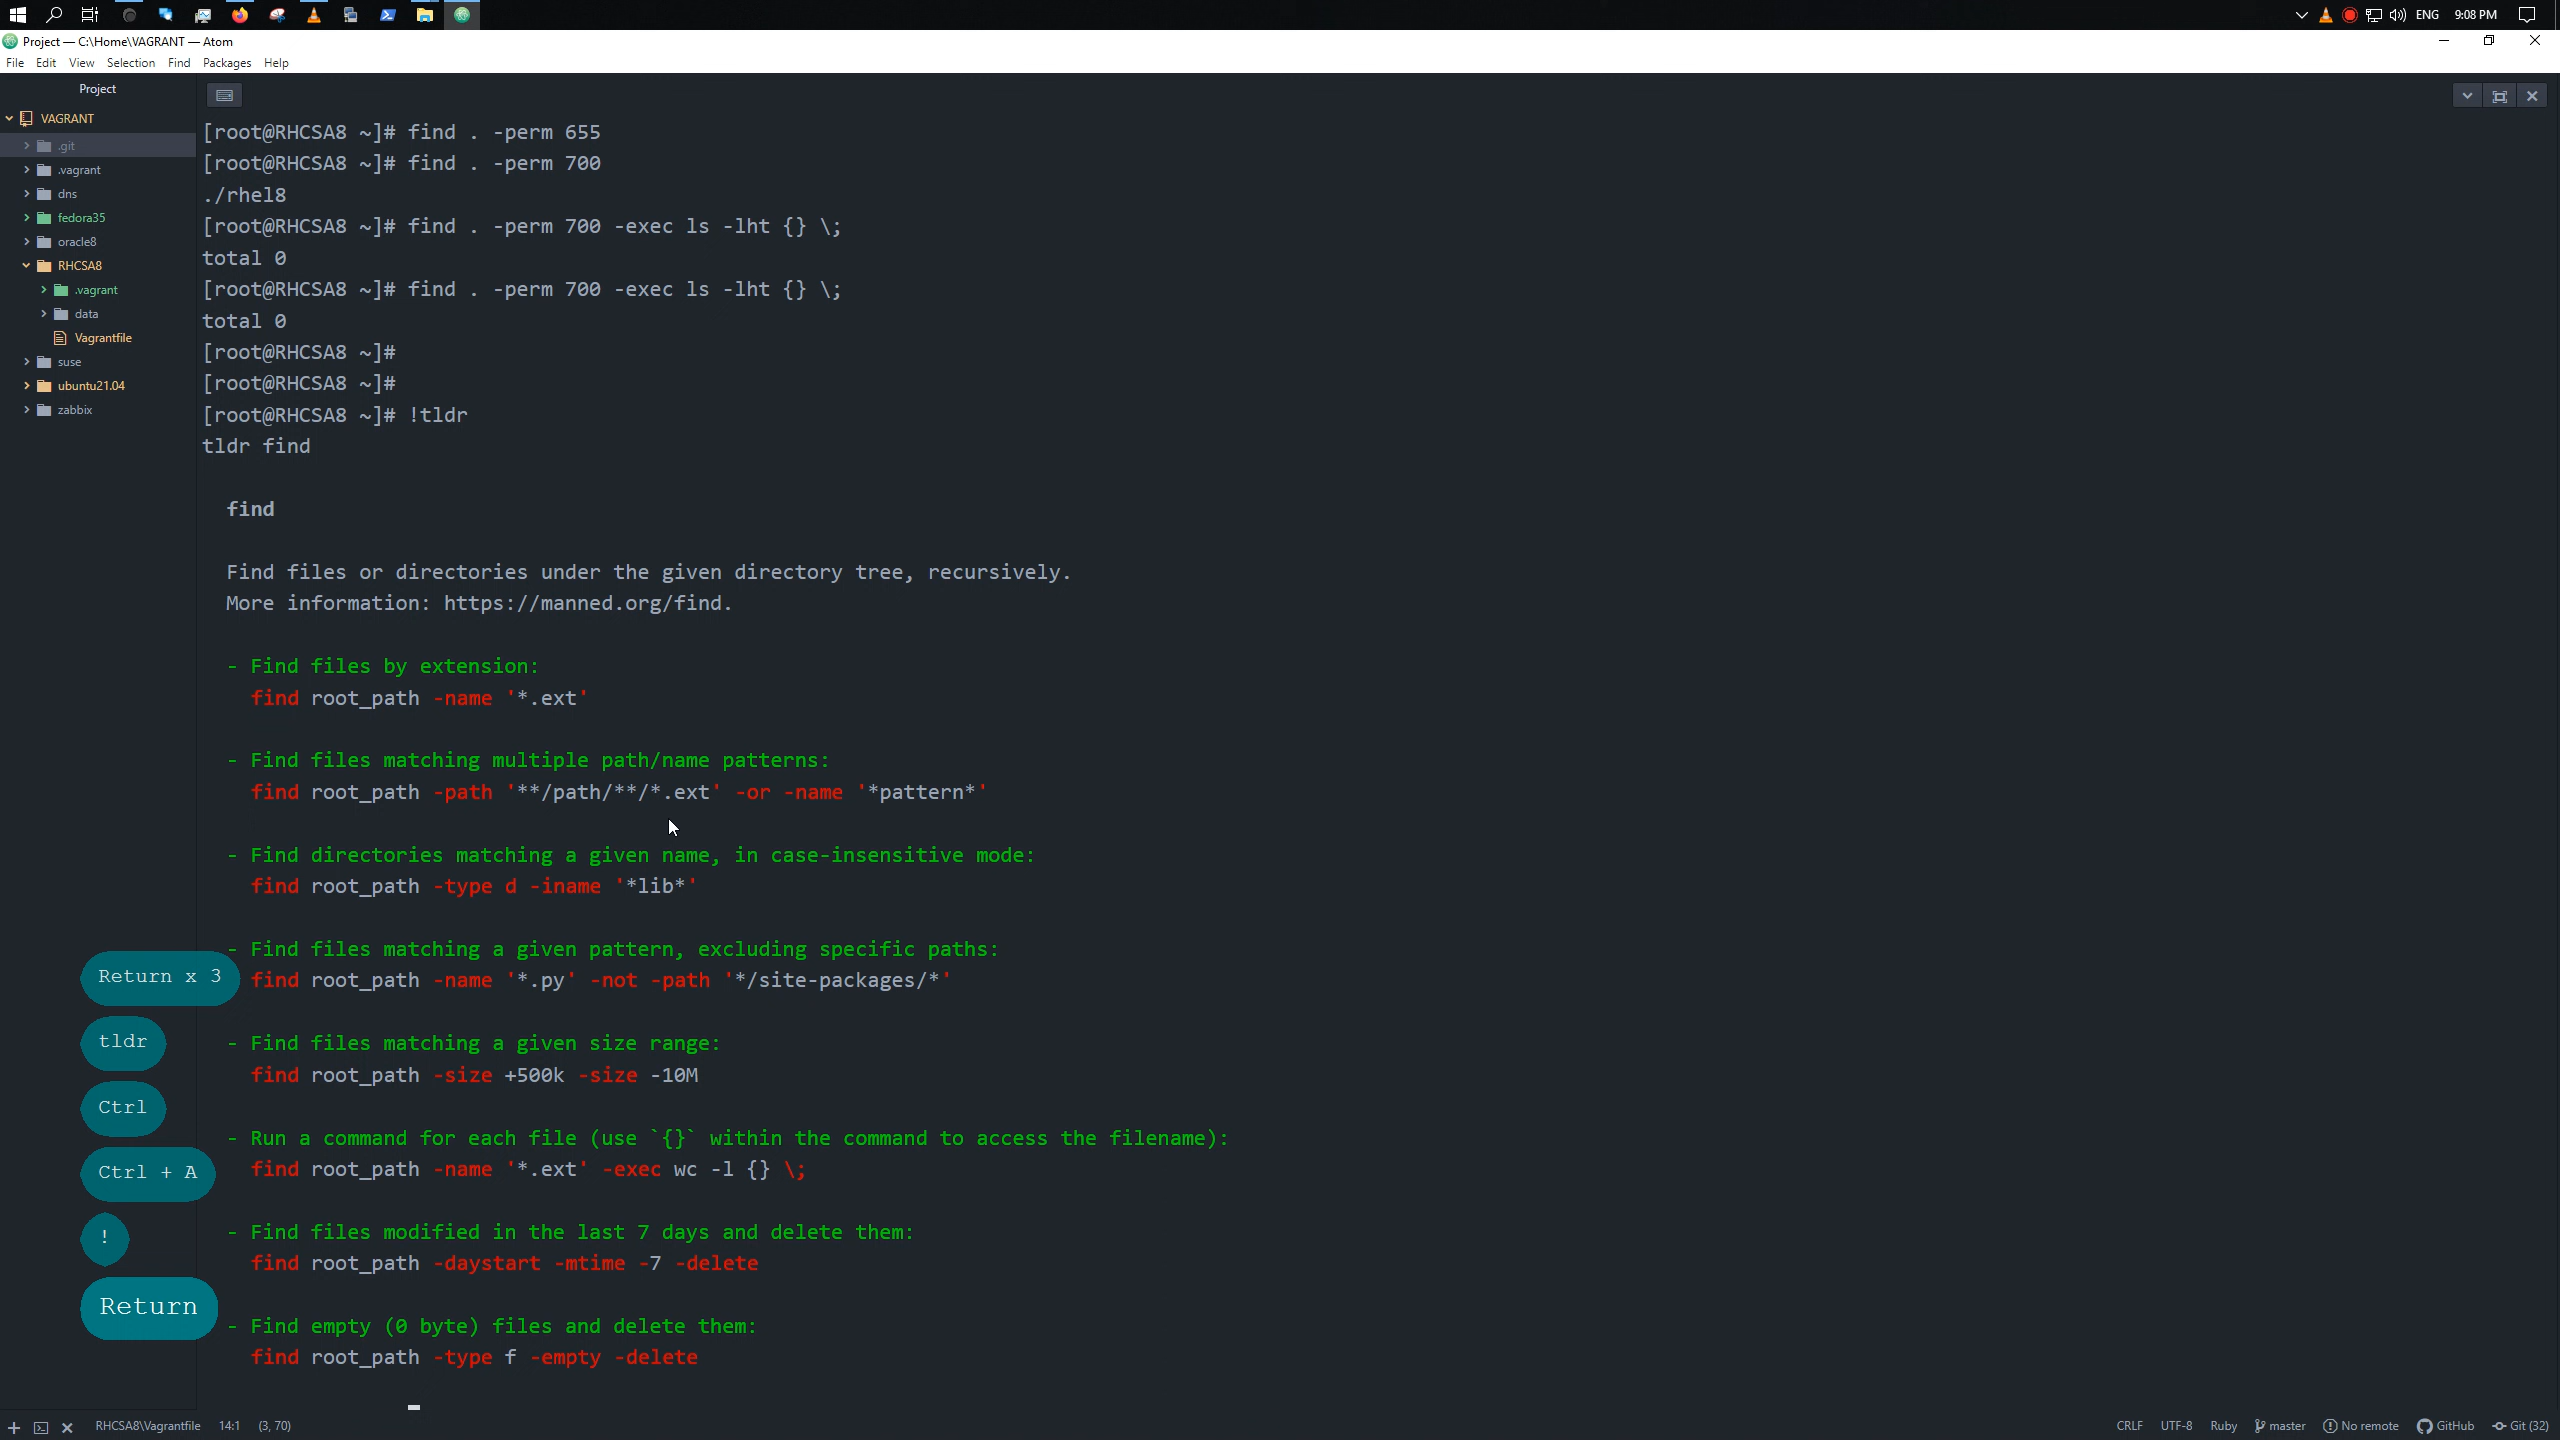 ENG 9:08 PM
Project — C:\Home\VAGRANT — Atom
File Edit View Selection Find Packages Help
Project
VAGRANT
.git
.vagrant
dns
fedora35
oracle8
RHCSA8
.vagrant
data
Vagrantfile
suse
ubuntu21.04
zabbix
[root@RHCSA8 ~]# find . -perm 655
[root@RHCSA8 ~]# find . -perm 700
./rhel8
[root@RHCSA8 ~]# find . -perm 700 -exec ls -lht {} \;
total 0
[root@RHCSA8 ~]# find . -perm 700 -exec ls -lht {} \;
total 0
[root@RHCSA8 ~]#
[root@RHCSA8 ~]#
[root@RHCSA8 ~]# !tldr
tldr find
find
Find files or directories under the given directory tree, recursively.
More information: https://manned.org/find.
- Find files by extension:
find root_path -name '*.ext'
- Find files matching multiple path/name patterns:
find root_path -path '**/path/**/*.ext' -or -name '*pattern*'
- Find directories matching a given name, in case-insensitive mode:
find root_path -type d -iname '*lib*'
- Find files matching a given pattern, excluding specific paths:
find root_path -name '*.py' -not -path '*/site-packages/*'
- Find files matching a given size range:
find root_path -size +500k -size -10M
- Run a command for each file (use `{}` within the command to access the filename):
find root_path -name '*.ext' -exec wc -l {} \;
- Find files modified in the last 7 days and delete them:
find root_path -daystart -mtime -7 -delete
- Find empty (0 byte) files and delete them:
find root_path -type f -empty -delete
Return x 3
tldr
Ctrl
Ctrl + A
!
Return
RHCSA8\Vagrantfile 14:1 (3, 70)
CRLF UTF-8 Ruby master No remote GitHub Git (32)